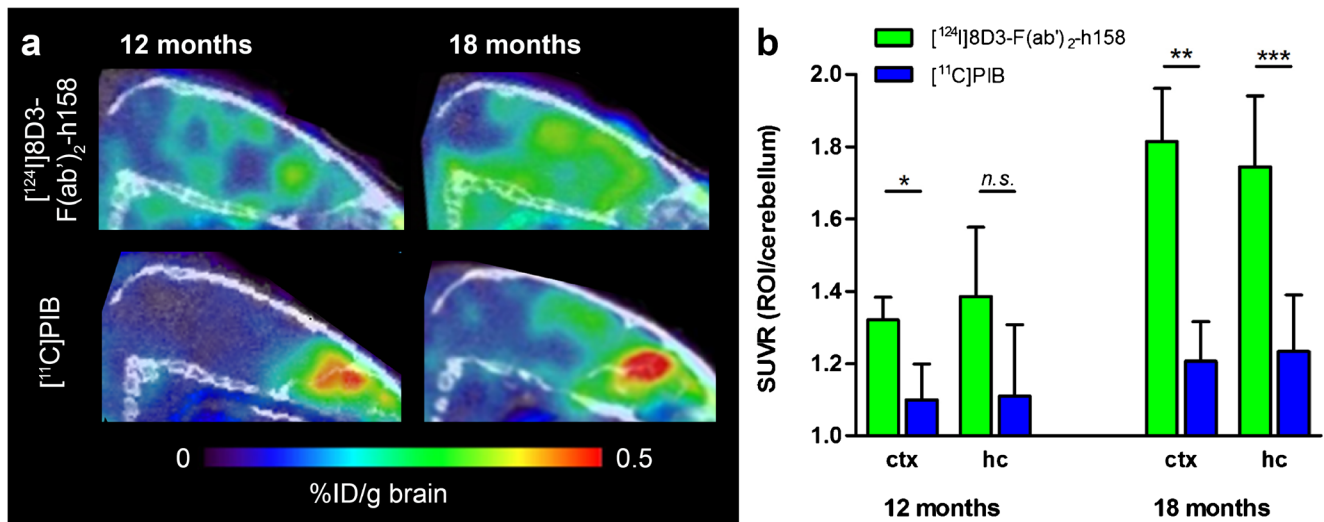 a
12 months
18 months
[¹²⁴I]8D3-
F(ab')₂-h158
[¹¹C]PIB
0
0.5
%ID/g brain
b
[¹²⁴I]8D3-F(ab')₂-h158
[¹¹C]PIB
SUVR (ROI/cerebellum)
2.0
1.8
1.6
1.4
1.2
1.0
*
n.s.
**
***
ctx
hc
ctx
hc
12 months
18 months